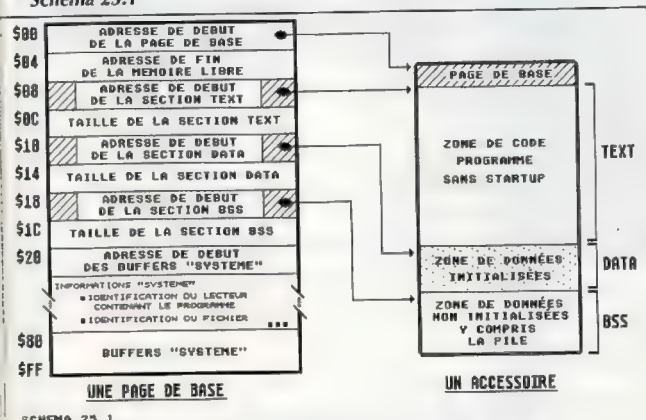 Schema 25.1
$00
ADRESSE DE DEBUT
DE LA PAGE DE BASE
$04
ADRESSE DE FIN
DE LA MEMOIRE LIBRE
$08
ADRESSE DE DEBUT
DE LA SECTION TEXT
$0C
TAILLE DE LA SECTION TEXT
$10
ADRESSE DE DEBUT
DE LA SECTION DATA
$14
TAILLE DE LA SECTION DATA
$18
ADRESSE DE DEBUT
DE LA SECTION BSS
$1C
TAILLE DE LA SECTION BSS
$20
ADRESSE DE DEBUT
DES BUFFERS "SYSTEME"
INFORMATIONS "SYSTEME"
■ IDENTIFICATION DU LECTEUR
CONTENANT LE PROGRAMME
■ IDENTIFICATION DU FICHIER
■■■
$80
BUFFERS "SYSTEME"
$FF
UNE PAGE DE BASE
PAGE DE BASE
ZONE DE CODE
PROGRAMME
SANS STARTUP
TEXT
ZONE DE DONNÉES
INITIALISÉES
DATA
ZONE DE DONNÉES
NON INITIALISÉES
Y COMPRIS
LA PILE
BSS
UN ACCESSOIRE
SCHEMA 25.1